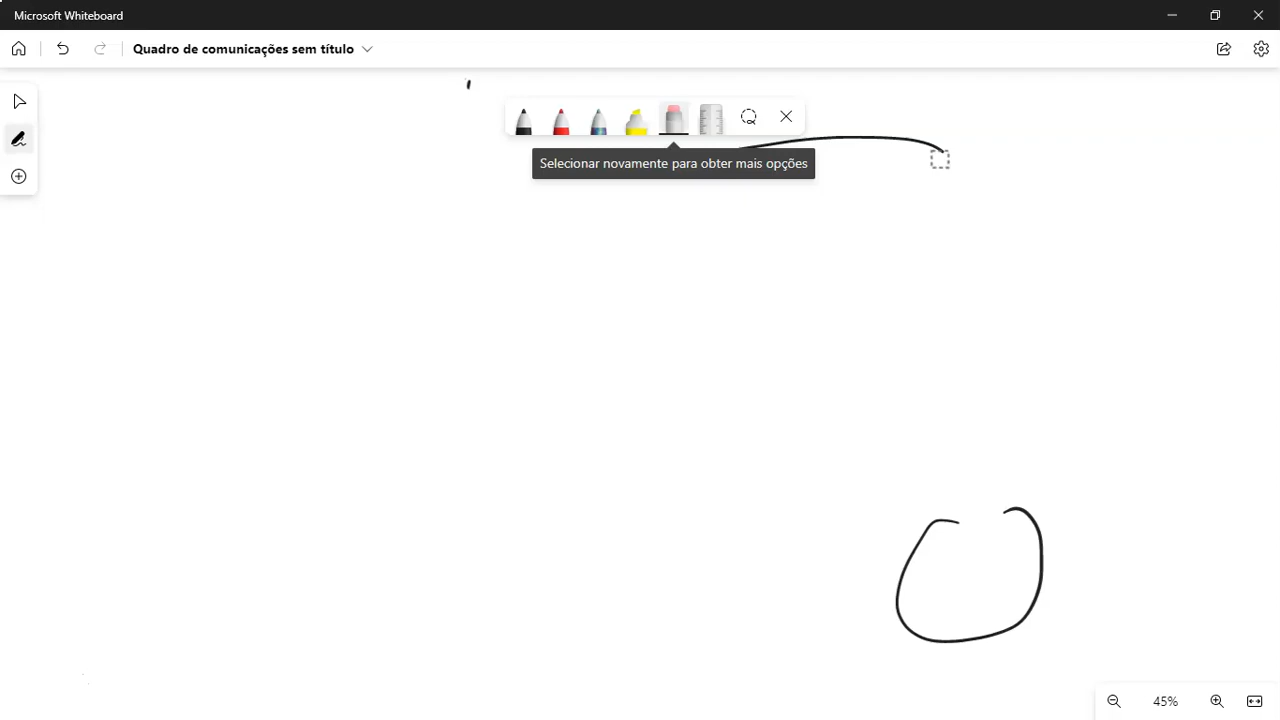 Microsoft Whiteboard
Quadro de comunicações sem título
Selecionar novamente para obter mais opções
45%